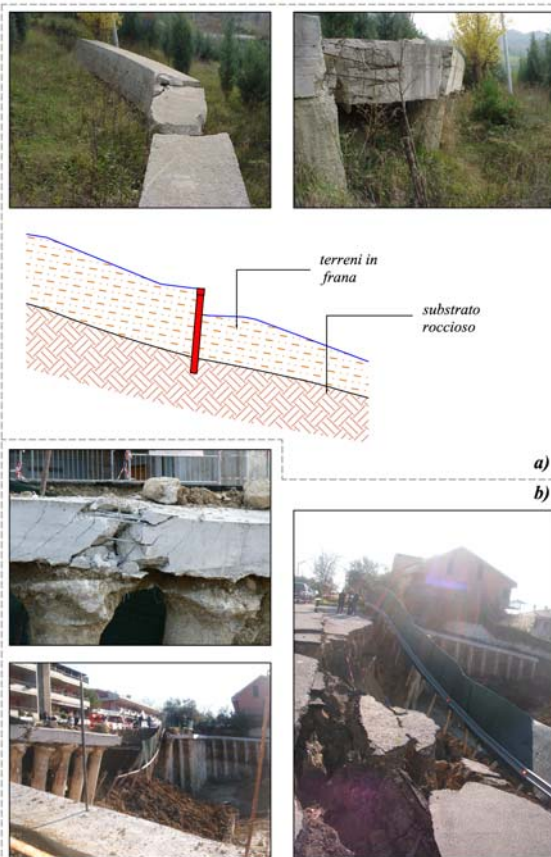 terreni in
frana
substrato
roccioso
a)
b)